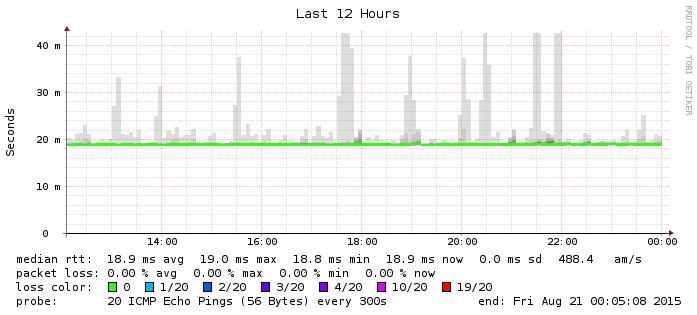 Last 12 Hours
RRDTOOL / TOBI OETIKER
Seconds
40 m
30 m
20 m
10 m
0
14:00 16:00 18:00 20:00 22:00 00:00
median rtt: 18.9 ms avg 19.0 ms max 18.8 ms min 18.9 ms now 0.0 ms sd 488.4 am/s
packet loss: 0.00 % avg 0.00 % max 0.00 % min 0.00 % now
loss color: 0 1/20 2/20 3/20 4/20 10/20 19/20
probe: 20 ICMP Echo Pings (56 Bytes) every 300s end: Fri Aug 21 00:05:08 2015